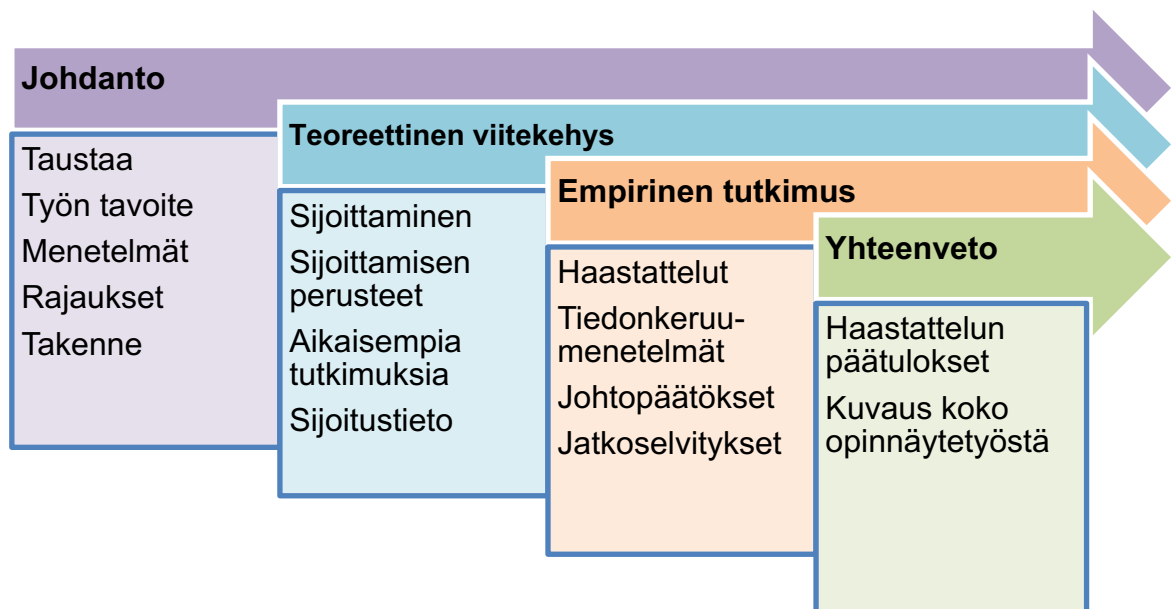 Johdanto
Taustaa
Työn tavoite
Menetelmät
Rajaukset
Takenne
Teoreettinen viitekehys
Sijoittaminen
Sijoittamisen
perusteet
Aikaisempia
tutkimuksia
Sijoitustieto
Empirinen tutkimus
Haastattelut
Tiedonkeruu-
menetelmät
Johtopäätökset
Jatkoselvitykset
Yhteenveto
Haastattelun
päätulokset
Kuvaus koko
opinnäytetyöstä